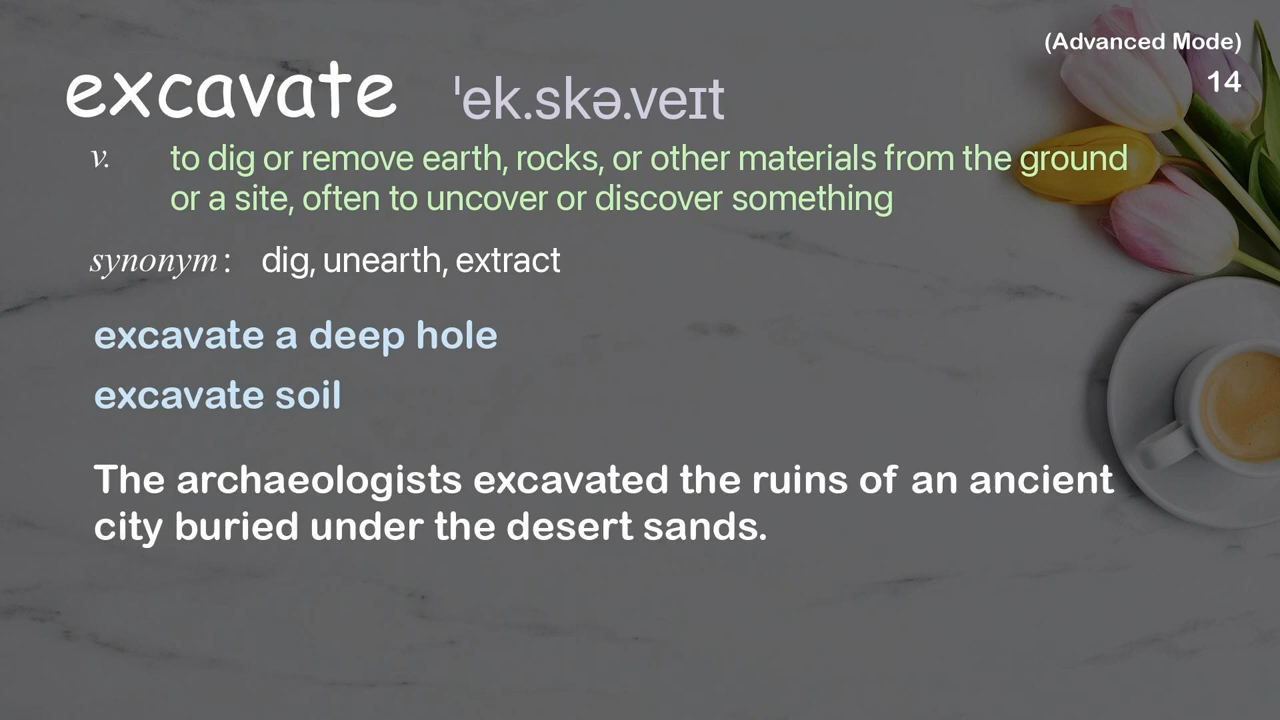 (Advanced Mode)
14
excavate ˈek.skə.veɪt
v. to dig or remove earth, rocks, or other materials from the ground
or a site, often to uncover or discover something
synonym: dig, unearth, extract
excavate a deep hole
excavate soil
The archaeologists excavated the ruins of an ancient
city buried under the desert sands.